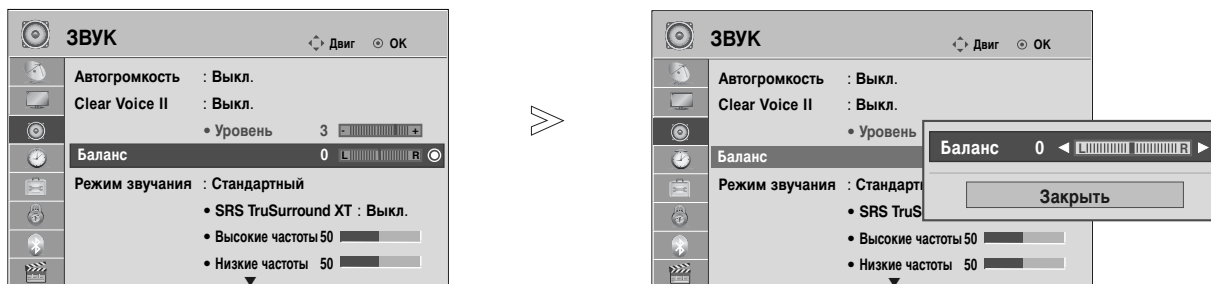 ЗВУК Двиг OK
Автогромкость : Выкл.
Clear Voice II : Выкл.
• Уровень 3 - +
Баланс 0 L R
Режим звучания : Стандартный
• SRS TruSurround XT : Выкл.
• Высокие частоты 50
• Низкие частоты 50
ЗВУК Двиг OK
Автогромкость : Выкл.
Clear Voice II : Выкл.
• Уровень
Баланс
Баланс 0 L R
Закрыть
Режим звучания : Стандарт
• SRS TruS
• Высокие частоты 50
• Низкие частоты 50